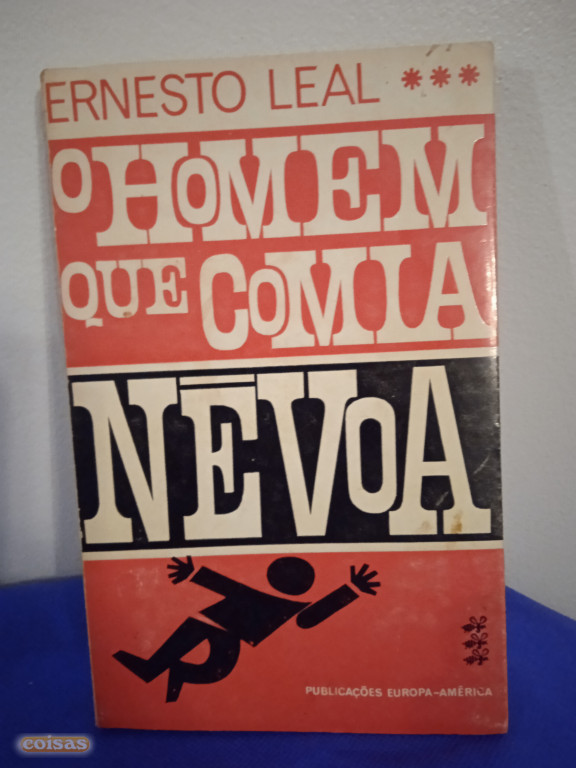 ERNESTO LEAL ***
O HOMEM
QUE COMIA
NÉVOA
PUBLICAÇÕES EUROPA-AMÉRICA
coisas